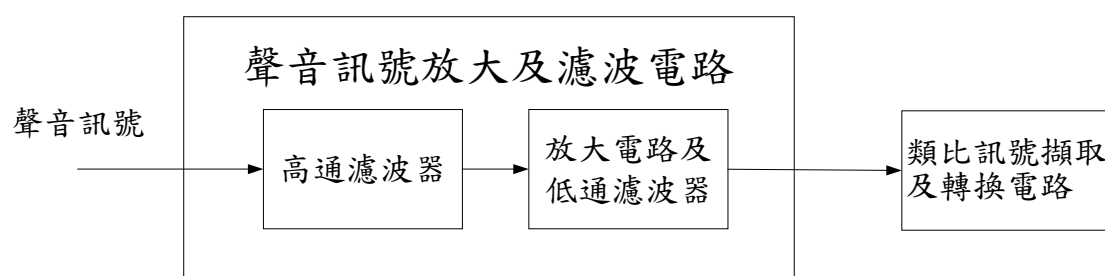 聲音訊號放大及濾波電路
聲音訊號
高通濾波器
放大電路及
低通濾波器
類比訊號擷取
及轉換電路